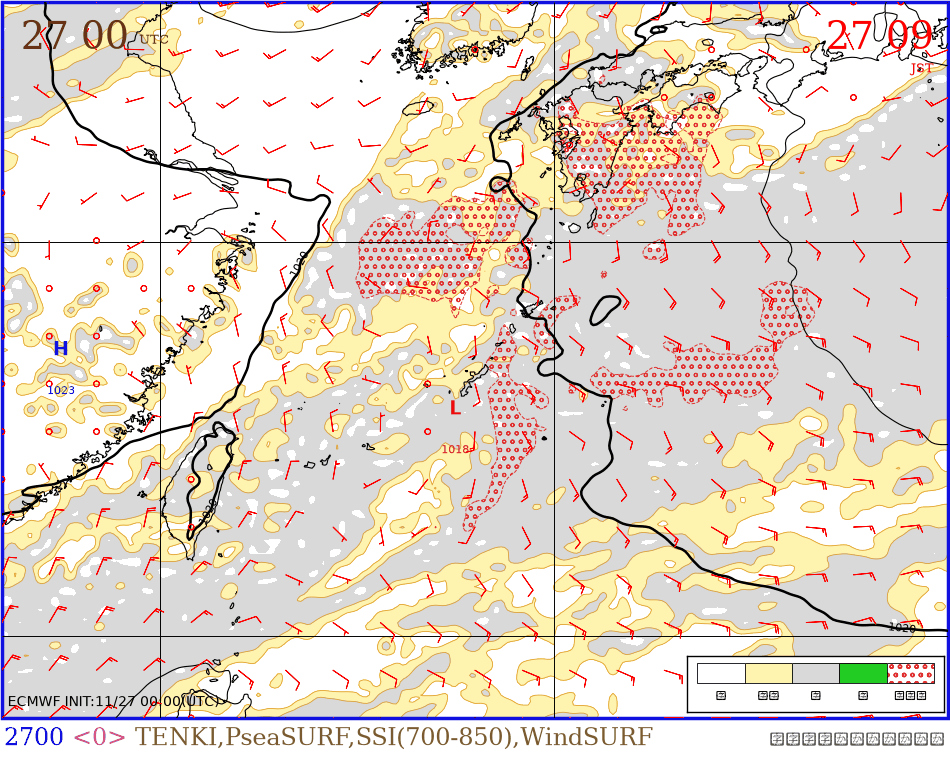 27 00 UTC
27 09
JST
1020
H
1023
L
1018
1020
1020
ECMWF INIT:11/27 00:00(UTC)
2700 <0> TENKI,PseaSURF,SSI(700-850),WindSURF